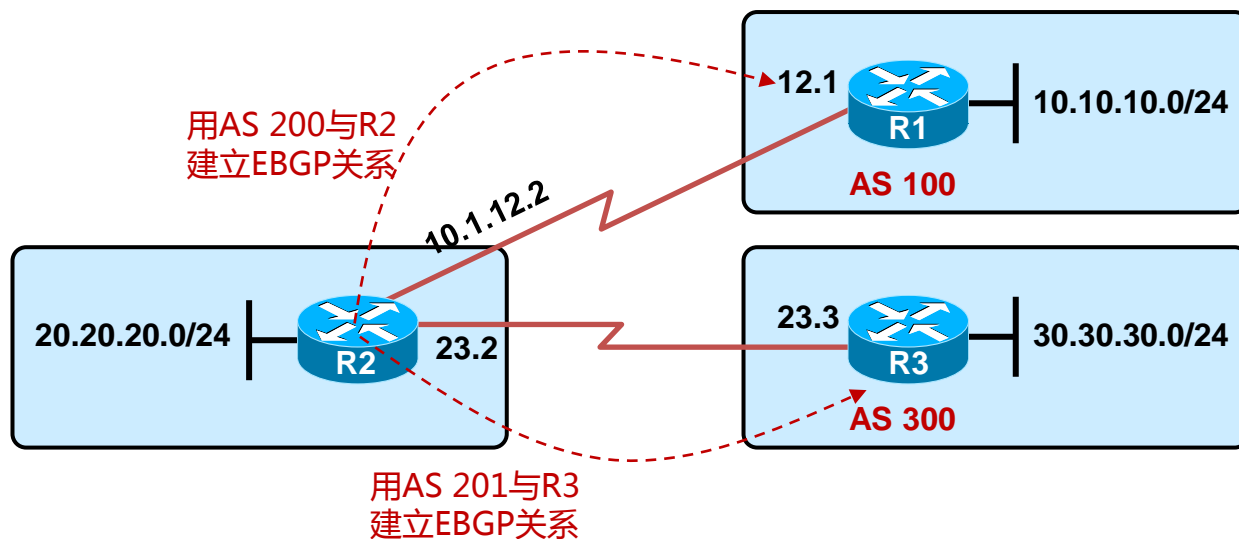 12.1
R1
10.10.10.0/24
AS 100
用AS 200与R2
建立EBGP关系
10.1.12.2
20.20.20.0/24
R2
23.2
23.3
R3
30.30.30.0/24
AS 300
用AS 201与R3
建立EBGP关系